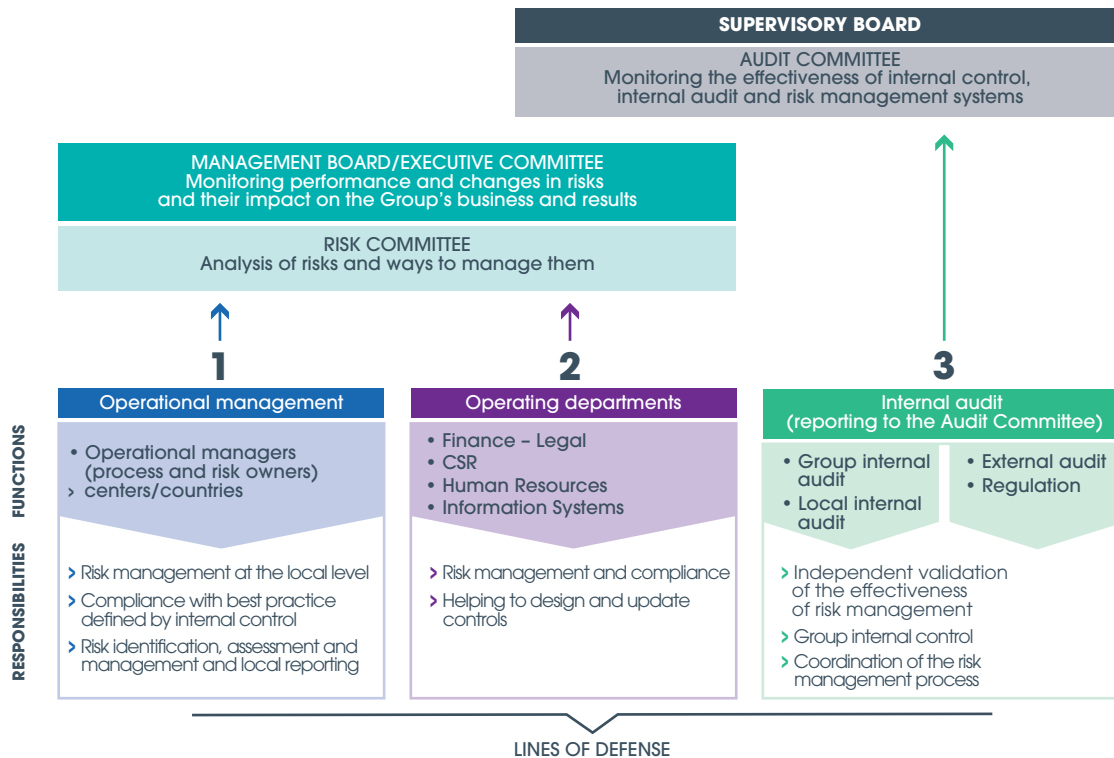 SUPERVISORY BOARD
AUDIT COMMITTEE
Monitoring the effectiveness of internal control,
internal audit and risk management systems
MANAGEMENT BOARD/EXECUTIVE COMMITTEE
Monitoring performance and changes in risks
and their impact on the Group's business and results
RISK COMMITTEE
Analysis of risks and ways to manage them
1
2
3
Operational management
Operating departments
Internal audit
(reporting to the Audit Committee)
FUNCTIONS
• Operational managers
(process and risk owners)
› centers/countries
• Finance – Legal
• CSR
• Human Resources
• Information Systems
• Group internal
audit
• Local internal
audit
• External audit
• Regulation
RESPONSIBILITIES
› Risk management at the local level
› Compliance with best practice
defined by internal control
› Risk identification, assessment and
management and local reporting
› Risk management and compliance
› Helping to design and update
controls
› Independent validation
of the effectiveness
of risk management
› Group internal control
› Coordination of the risk
management process
LINES OF DEFENSE